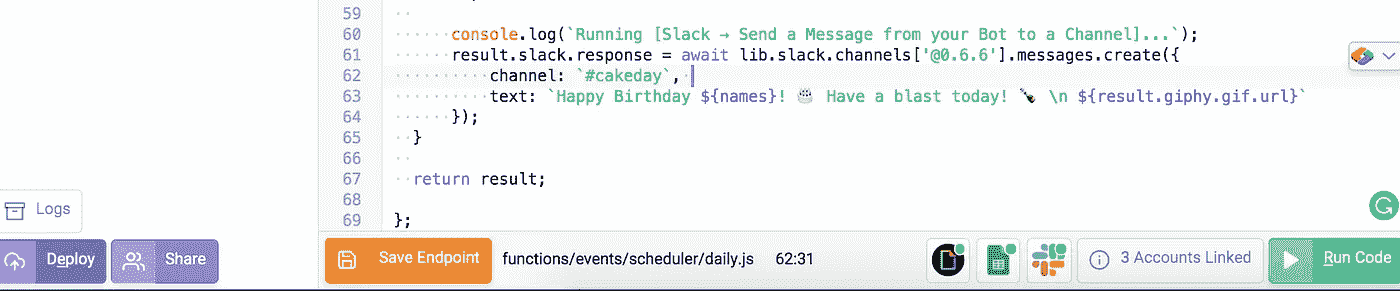 59
60 console.log(`Running [Slack → Send a Message from your Bot to a Channel]...`);
61 result.slack.response = await lib.slack.channels['@0.6.6'].messages.create({
62 channel: `#cakeday`,
63 text: `Happy Birthday ${names}! 🎂 Have a blast today! 🍾 \n ${result.giphy.gif.url}`
64 });
65 }
66
67 return result;
68
69 };
Logs
Deploy Share Save Endpoint functions/events/scheduler/daily.js 62:31 3 Accounts Linked Run Code